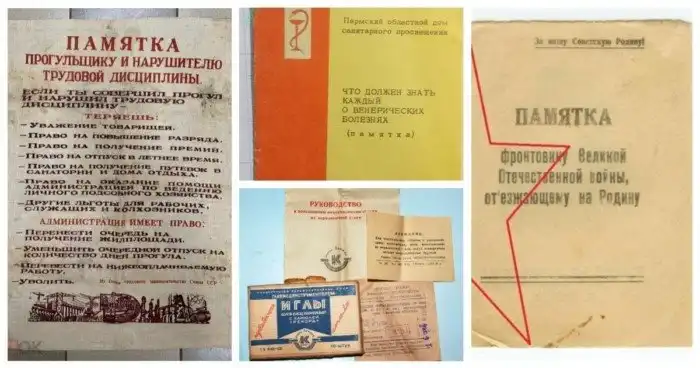 ПАМЯТКА
ПРОГУЛЬЩИКУ И НАРУШИТЕЛЮ
ТРУДОВОЙ ДИСЦИПЛИНЫ.
ЕСЛИ ТЫ СОВЕРШИЛ ПРОГУЛ
И НАРУШИЛ ТРУДОВУЮ
ДИСЦИПЛИНУ —
ТЕРЯЕШЬ:
– УВАЖЕНИЕ ТОВАРИЩЕЙ.
– ПРАВО НА ПОВЫШЕНИЕ РАЗРЯДА.
– ПРАВО НА ПОЛУЧЕНИЕ ПРЕМИИ.
– ПРАВО НА ОТПУСК В ЛЕТНЕЕ ВРЕМЯ.
– ПРАВО НА ПОЛУЧЕНИЕ ПУТЕВОК В
САНАТОРИИ И ДОМА ОТДЫХА.
– ПРАВО НА ОКАЗАНИЕ ПОМОЩИ
АДМИНИСТРАЦИЕЙ ПО ВЕДЕНИЮ
ЛИЧНОГО ПОДСОБНОГО ХОЗЯЙСТВА.
– ДРУГИЕ ЛЬГОТЫ ДЛЯ РАБОЧИХ,
СЛУЖАЩИХ И КОЛХОЗНИКОВ.
АДМИНИСТРАЦИЯ ИМЕЕТ ПРАВО:
– ПЕРЕНЕСТИ ОЧЕРЕДЬ НА
ПОЛУЧЕНИЕ ЖИЛПЛОЩАДИ.
– УМЕНЬШИТЬ ОЧЕРЕДНОЙ ОТПУСК НА
КОЛИЧЕСТВО ДНЕЙ ПРОГУЛА.
– ПЕРЕВЕСТИ НА НИЖЕОПЛАЧИВАЕМУЮ
РАБОТУ.
– УВОЛИТЬ.
Пермский областной дом
санитарного просвещения
ЧТО ДОЛЖЕН ЗНАТЬ
КАЖДЫЙ
О ВЕНЕРИЧЕСКИХ
БОЛЕЗНЯХ
(памятка)
РУКОВОДСТВО
К
ИГЛЫ
К
За нашу Советскую Родину!
ПАМЯТКА
фронтовику Великой
Отечественной войны,
от'езжающему на Родину